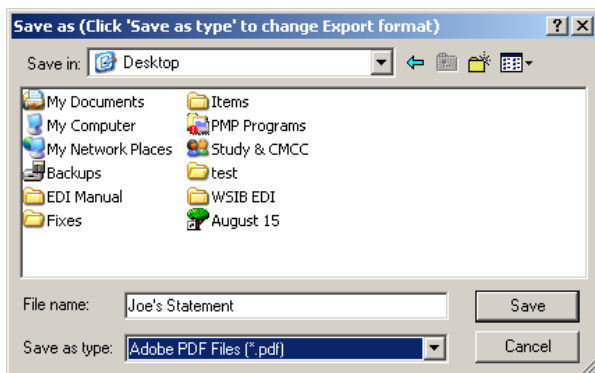 Save as (Click 'Save as type' to change Export format)
Save in: Desktop
My Documents
My Computer
My Network Places
Backups
EDI Manual
Fixes
Items
PMP Programs
Study & CMCC
test
WSIB EDI
August 15
File name: Joe's Statement Save
Save as type: Adobe PDF Files (*.pdf) Cancel